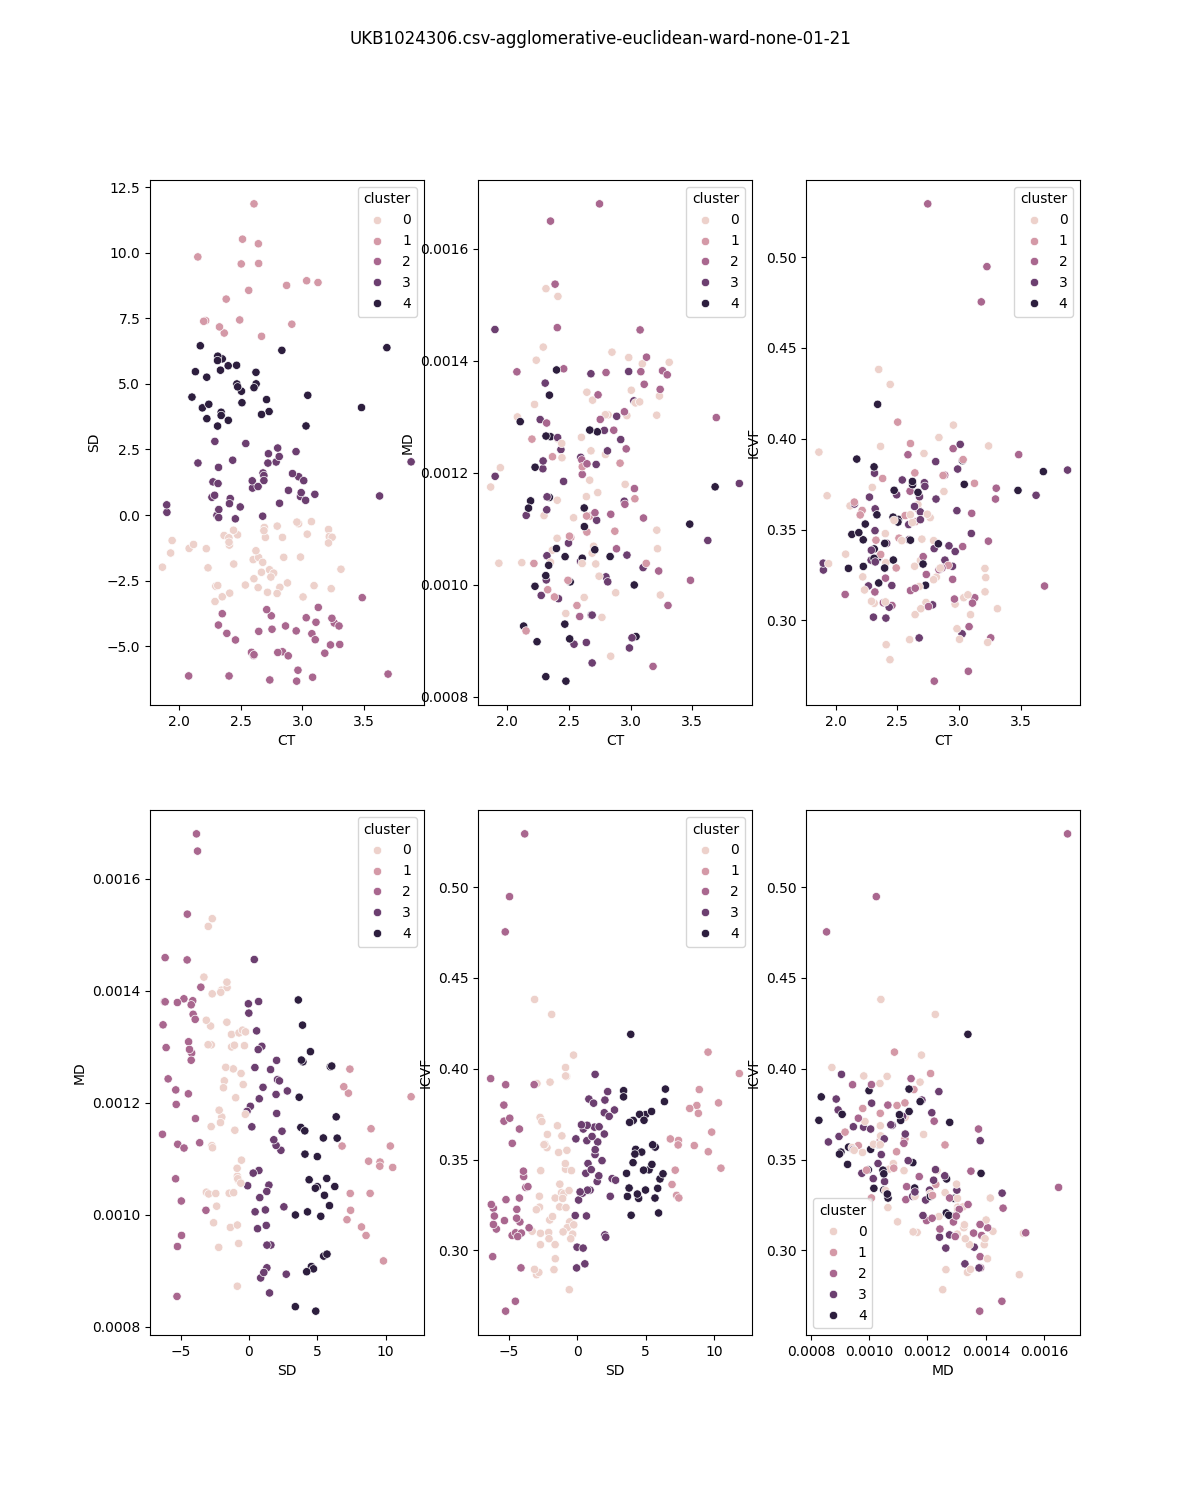 UKB1024306.csv-agglomerative-euclidean-ward-none-01-21
SD
12.5
10.0
7.5
5.0
2.5
0.0
−2.5
−5.0
2.0 2.5 3.0 3.5
CT
cluster
0
1
2
3
4
MD
0.0016
0.0014
0.0012
0.0010
0.0008
2.0 2.5 3.0 3.5
CT
cluster
0
1
2
3
4
ICVF
0.50
0.45
0.40
0.35
0.30
2.0 2.5 3.0 3.5
CT
cluster
0
1
2
3
4
MD
0.0016
0.0014
0.0012
0.0010
0.0008
−5 0 5 10
SD
cluster
0
1
2
3
4
ICVF
0.50
0.45
0.40
0.35
0.30
−5 0 5 10
SD
cluster
0
1
2
3
4
ICVF
0.50
0.45
0.40
0.35
0.30
0.0008 0.0010 0.0012 0.0014 0.0016
MD
cluster
0
1
2
3
4